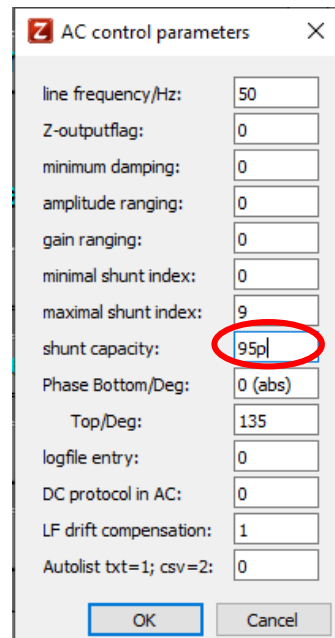 Z AC control parameters
line frequency/Hz: 50
Z-outputflag: 0
minimum damping: 0
amplitude ranging: 0
gain ranging: 0
minimal shunt index: 0
maximal shunt index: 9
shunt capacity: 95p
Phase Bottom/Deg: 0 (abs)
Top/Deg: 135
logfile entry: 0
DC protocol in AC: 0
LF drift compensation: 1
Autolist txt=1; csv=2: 0
OK Cancel